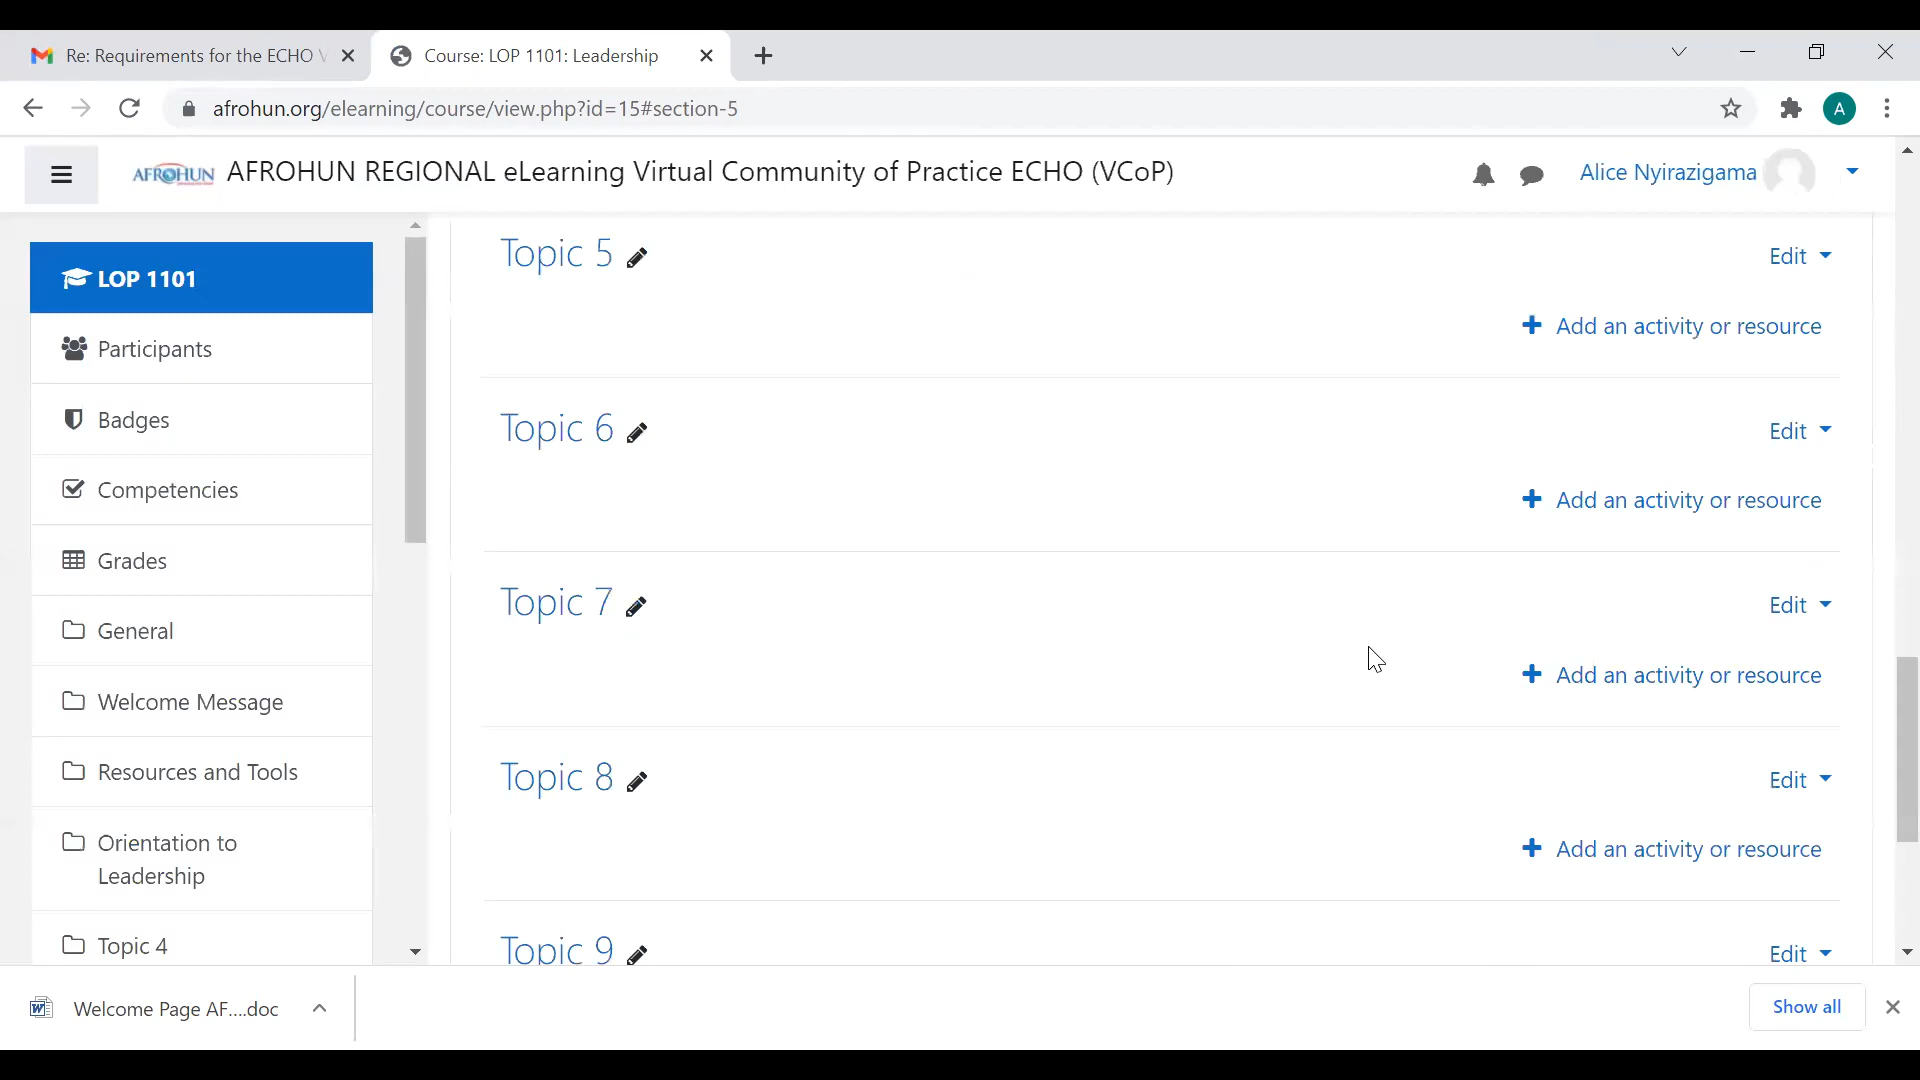 Re: Requirements for the ECHO V
Course: LOP 1101: Leadership
afrohun.org/elearning/course/view.php?id=15#section-5
A
AFROHUN AFROHUN REGIONAL eLearning Virtual Community of Practice ECHO (VCoP)
Alice Nyirazigama
LOP 1101
Participants
Badges
Competencies
Grades
General
Welcome Message
Resources and Tools
Orientation to
Leadership
Topic 4
Topic 5
Edit
Add an activity or resource
Topic 6
Edit
Add an activity or resource
Topic 7
Edit
Add an activity or resource
Topic 8
Edit
Add an activity or resource
Topic 9
Edit
Welcome Page AF....doc
Show all